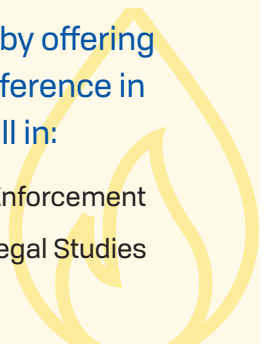 by offering
ference in
ll in:
nforcement
egal Studies